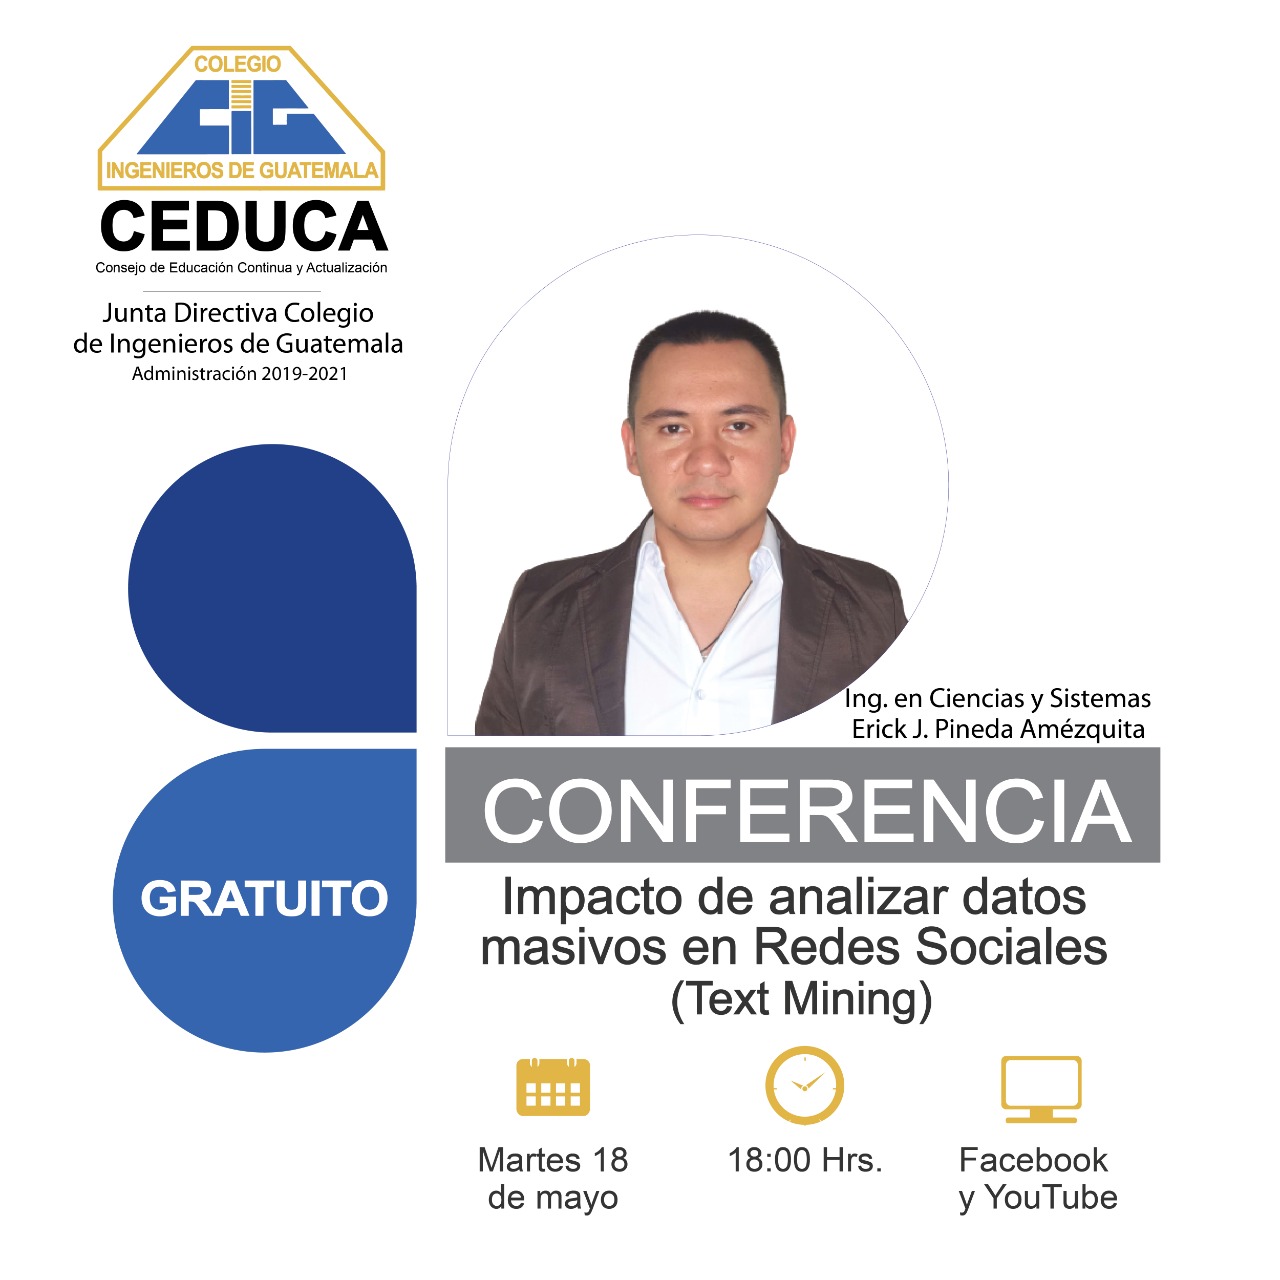 COLEGIO
CIG
INGENIEROS DE GUATEMALA
CEDUCA
Consejo de Educación Continua y Actualización
Junta Directiva Colegio
de Ingenieros de Guatemala
Administración 2019-2021
Ing. en Ciencias y Sistemas
Erick J. Pineda Amézquita
GRATUITO
CONFERENCIA
Impacto de analizar datos
masivos en Redes Sociales
(Text Mining)
Martes 18
de mayo
18:00 Hrs.
Facebook
y YouTube